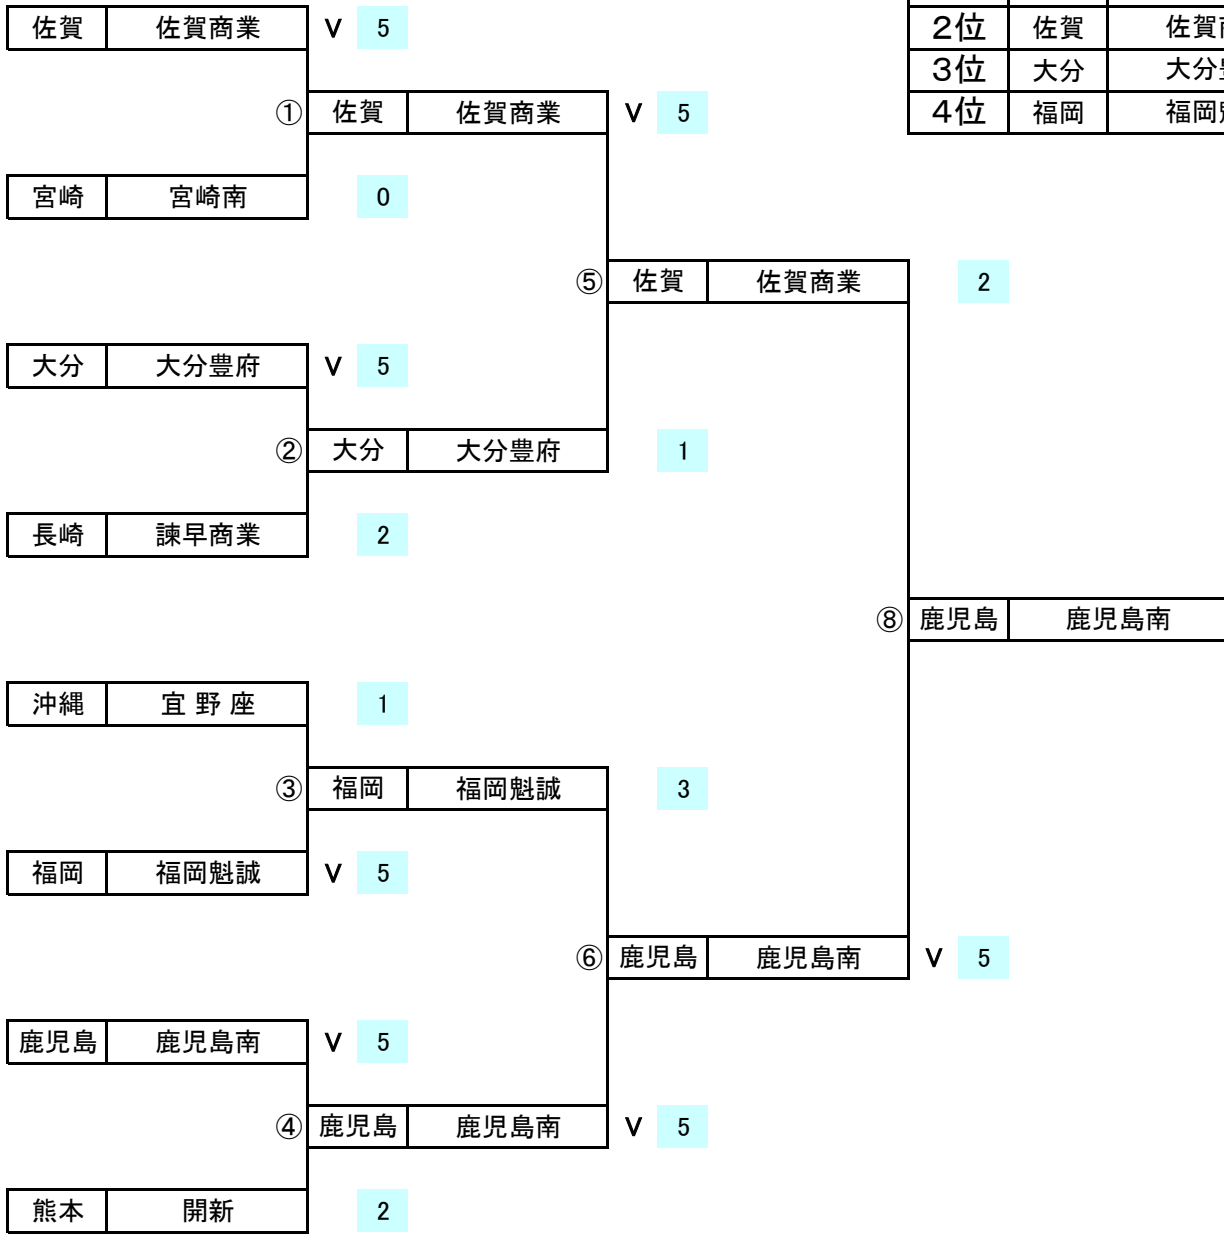 佐賀 佐賀商業 V 5
2位 佐賀 佐賀
3位 大分 大分
① 佐賀 佐賀商業 V 5
4位 福岡 福岡
宮崎 宮崎南 0
⑤ 佐賀 佐賀商業 2
大分 大分豊府 V 5
② 大分 大分豊府 1
長崎 諫早商業 2
⑧ 鹿児島 鹿児島南
沖縄 宜野座 1
③ 福岡 福岡魁誠 3
福岡 福岡魁誠 V 5
⑥ 鹿児島 鹿児島南 V 5
鹿児島 鹿児島南 V 5
④ 鹿児島 鹿児島南 V 5
熊本 開新 2